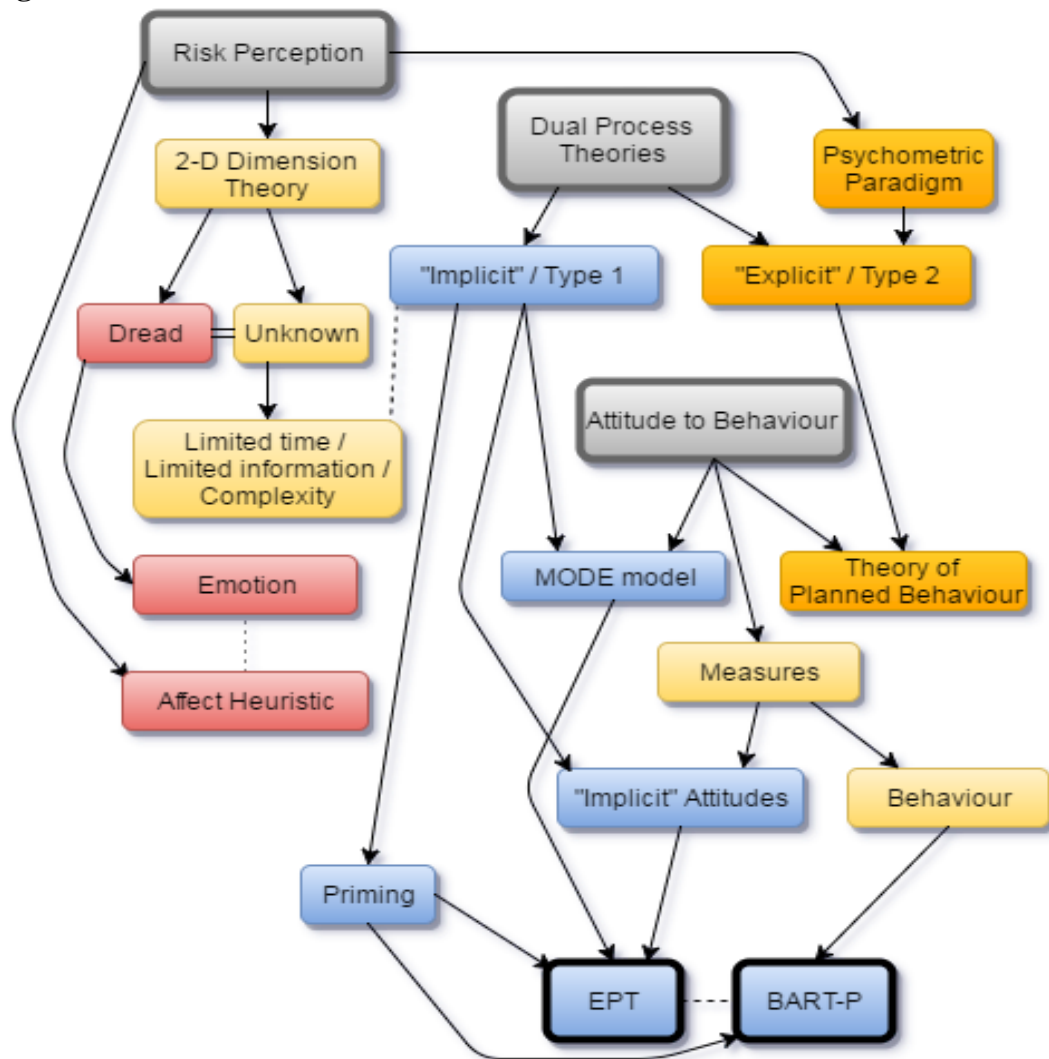 Risk Perception
Dual Process
Theories
Psychometric
Paradigm
2-D Dimension
Theory
"Implicit" / Type 1
"Explicit" / Type 2
Dread
Unknown
Attitude to Behaviour
Limited time /
Limited information /
Complexity
Emotion
MODE model
Theory of
Planned Behaviour
Measures
Affect Heuristic
"Implicit" Attitudes
Behaviour
Priming
EPT
BART-P